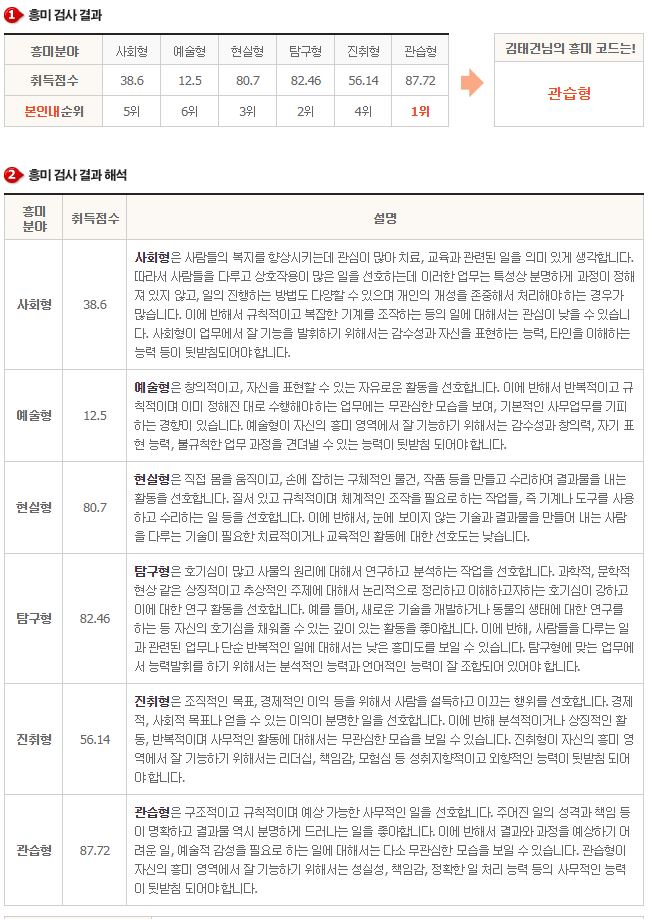 1 흥미 검사 결과
흥미분야 사회형 예술형 현실형 탐구형 진취형 관습형
취득점수 38.6 12.5 80.7 82.46 56.14 87.72
본인내순위 5위 6위 3위 2위 4위 1위
김태건님의 흥미 코드는!
관습형
2 흥미 검사 결과 해석
흥미
분야
취득점수
설명
사회형
38.6
사회형은 사람들의 복지를 향상시키는데 관심이 많아 치료, 교육과 관련된 일을 의미 있게 생각합니다.
따라서 사람들을 다루고 상호작용이 많은 일을 선호하는데 이러한 업무는 특성상 분명하게 과정이 정해
져 있지 않고, 일의 진행하는 방법도 다양할 수 있으며 개인의 개성을 존중해서 처리해야 하는 경우가
많습니다. 이에 반해서 규칙적이고 복잡한 기계를 조작하는 등의 일에 대해서는 관심이 낮을 수 있습니
다. 사회형이 업무에서 잘 기능을 발휘하기 위해서는 감수성과 자신을 표현하는 능력, 타인을 이해하는
능력 등이 뒷받침되어야 합니다.
예술형
12.5
예술형은 창의적이고, 자신을 표현할 수 있는 자유로운 활동을 선호합니다. 이에 반해서 반복적이고 규
칙적이며 이미 정해진 대로 수행해야 하는 업무에는 무관심한 모습을 보여, 기본적인 사무업무를 기피
하는 경향이 있습니다. 예술형이 자신의 흥미 영역에서 잘 기능하기 위해서는 감수성과 창의력, 자기 표
현 능력, 불규칙한 업무 과정을 견뎌낼 수 있는 능력이 뒷받침 되어야 합니다.
현실형
80.7
현실형은 직접 몸을 움직이고, 손에 잡히는 구체적인 물건, 작품 등을 만들고 수리하여 결과물을 내는
활동을 선호합니다. 질서 있고 규칙적이며 체계적인 조작을 필요로 하는 작업들, 즉 기계나 도구를 사용
하고 수리하는 일 등을 선호합니다. 이에 반해서, 눈에 보이지 않는 기술과 결과물을 만들어 내는 사람
을 다루는 기술이 필요한 치료적이거나 교육적인 활동에 대한 선호도는 낮습니다.
탐구형
82.46
탐구형은 호기심이 많고 사물의 원리에 대해서 연구하고 분석하는 작업을 선호합니다. 과학적, 문학적
현상 같은 상징적이고 추상적인 주제에 대해서 논리적으로 정리하고 이해하고자하는 호기심이 강하고
이에 대한 연구 활동을 선호합니다. 예를 들어, 새로운 기술을 개발하거나 동물의 생태에 대한 연구를
하는 등 자신의 호기심을 채워줄 수 있는 깊이 있는 활동을 좋아합니다. 이에 반해, 사람들을 다루는 일
과 관련된 업무나 단순 반복적인 일에 대해서는 낮은 흥미도를 보일 수 있습니다. 탐구형에 맞는 업무에
서 능력발휘를 하기 위해서는 분석적인 능력과 언어적인 능력이 잘 조합되어 있어야 합니다.
진취형
56.14
진취형은 조직적인 목표, 경제적인 이익 등을 위해서 사람을 설득하고 이끄는 행위를 선호합니다. 경제
적, 사회적 목표나 얻을 수 있는 이익이 분명한 일을 선호합니다. 이에 반해 분석적이거나 상징적인 활
동, 반복적이며 사무적인 활동에 대해서는 무관심한 모습을 보일 수 있습니다. 진취형이 자신의 흥미 영
역에서 잘 기능하기 위해서는 리더십, 책임감, 모험심 등 성취지향적이고 외향적인 능력이 뒷받침 되어
야 합니다.
관습형
87.72
관습형은 구조적이고 규칙적이며 예상 가능한 사무적인 일을 선호합니다. 주어진 일의 성격과 책임 등
이 명확하고 결과물 역시 분명하게 드러나는 일을 좋아합니다. 이에 반해서 결과와 과정을 예상하기 어
려운 일, 예술적 감성을 필요로 하는 일에 대해서는 다소 무관심한 모습을 보일 수 있습니다. 관습형이
자신의 흥미 영역에서 잘 기능하기 위해서는 성실성, 책임감, 정확한 일 처리 능력 등의 사무적인 능력
이 뒷받침 되어야 합니다.